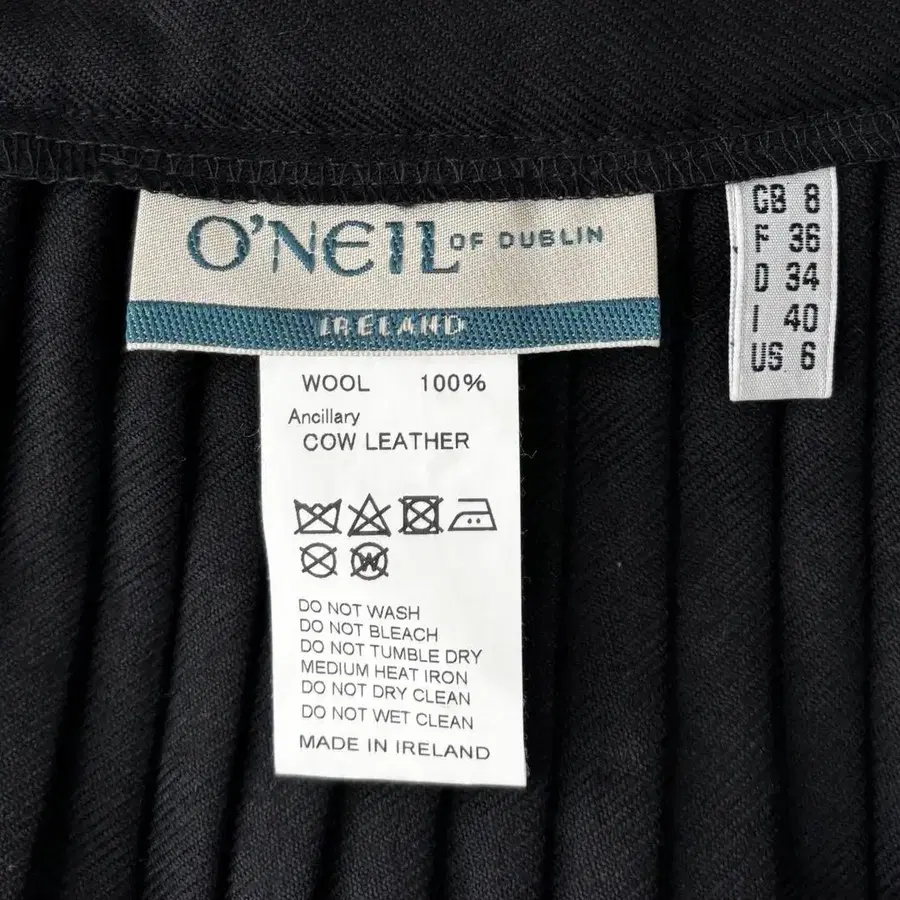 O'NEIL OF DUBLIN
IRELAND
WOOL 100%
Ancillary
COW LEATHER
W
DO NOT WASH
DO NOT BLEACH
DO NOT TUMBLE DRY
MEDIUM HEAT IRON
DO NOT DRY CLEAN
DO NOT WET CLEAN
MADE IN IRELAND
GB 8
F 36
D 34
I 40
US 6